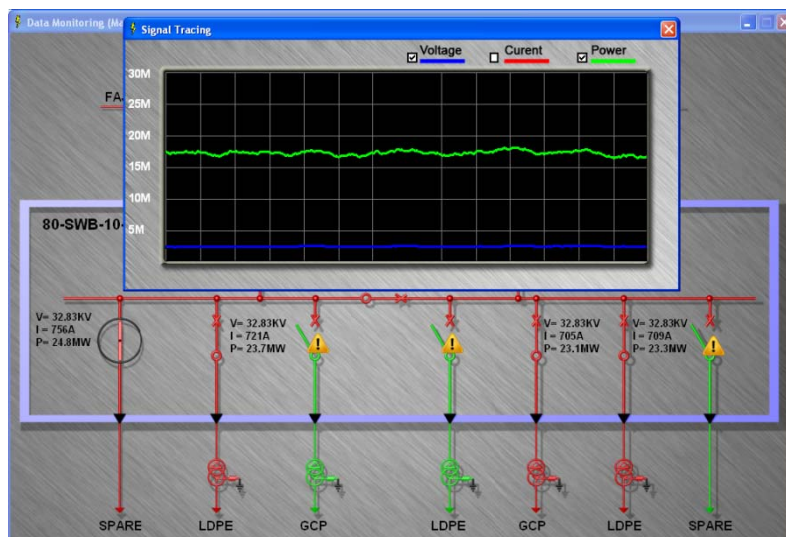 Data Monitoring (Ma
Signal Tracing
Voltage
Curent
Power
30M
25M
20M
15M
10M
5M
FA
80-SWB-10-
V= 32.83KV
I = 756A
P= 24.8MW
V= 32.83KV
I = 721A
P= 23.7MW
V= 32.83KV
I = 705A
P= 23.1MW
V= 32.83KV
I = 709A
P= 23.3MW
SPARE
LDPE
GCP
LDPE
GCP
LDPE
SPARE